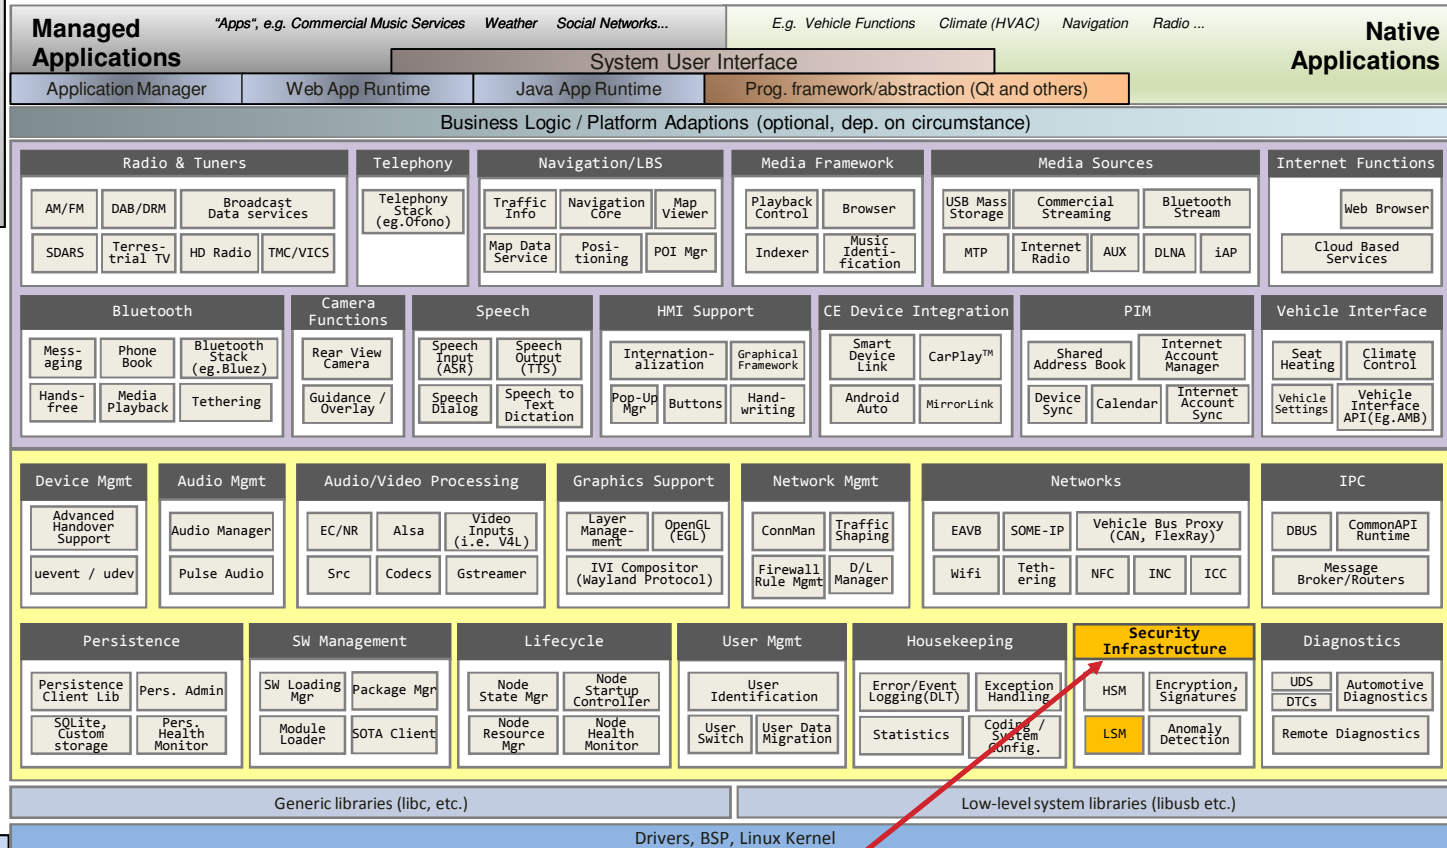 Managed
Applications
"Apps", e.g. Commercial Music Services Weather Social Networks...
E.g. Vehicle Functions Climate (HVAC) Navigation Radio ...
Native
Applications
System User Interface
Application Manager
Web App Runtime
Java App Runtime
Prog. framework/abstraction (Qt and others)
Business Logic / Platform Adaptions (optional, dep. on circumstance)
Radio & Tuners
AM/FM
DAB/DRM
Broadcast
Data services
SDARS
Terres-
trial TV
HD Radio
TMC/VICS
Telephony
Telephony
Stack
(eg.Ofono)
Navigation/LBS
Traffic
Info
Navigation
Core
Map
Viewer
Map Data
Service
Posi-
tioning
POI Mgr
Media Framework
Playback
Control
Browser
Indexer
Music
Identi-
fication
Media Sources
USB Mass
Storage
Commercial
Streaming
Bluetooth
Stream
MTP
Internet
Radio
AUX
DLNA
iAP
Internet Functions
Web Browser
Cloud Based
Services
Bluetooth
Mess-
aging
Phone
Book
Bluetooth
Stack
(eg.Bluez)
Hands-
free
Media
Playback
Tethering
Camera
Functions
Rear View
Camera
Guidance /
Overlay
Speech
Speech
Input
(ASR)
Speech
Output
(TTS)
Speech
Dialog
Speech to
Text
Dictation
HMI Support
Internation-
alization
Graphical
Framework
Pop-Up
Mgr
Buttons
Hand-
writing
CE Device Integration
Smart
Device
Link
CarPlay™
Android
Auto
MirrorLink
PIM
Shared
Address Book
Internet
Account
Manager
Device
Sync
Calendar
Internet
Account
Sync
Vehicle Interface
Seat
Heating
Climate
Control
Vehicle
Settings
Vehicle
Interface
API(Eg.AMB)
Device Mgmt
Advanced
Handover
Support
uevent / udev
Audio Mgmt
Audio Manager
Pulse Audio
Audio/Video Processing
EC/NR
Alsa
Video
Inputs
(i.e. V4L)
Src
Codecs
Gstreamer
Graphics Support
Layer
Manage-
ment
OpenGL
(EGL)
IVI Compositor
(Wayland Protocol)
Network Mgmt
ConnMan
Traffic
Shaping
Firewall
Rule Mgmt
D/L
Manager
Networks
EAVB
SOME-IP
Vehicle Bus Proxy
(CAN, FlexRay)
Wifi
Teth-
ering
NFC
INC
ICC
IPC
DBUS
CommonAPI
Runtime
Message
Broker/Routers
Persistence
Persistence
Client Lib
Pers. Admin
SQLite,
Custom
storage
Pers.
Health
Monitor
SW Management
SW Loading
Mgr
Package Mgr
Module
Loader
SOTA Client
Lifecycle
Node
State Mgr
Node
Startup
Controller
Node
Resource
Mgr
Node
Health
Monitor
User Mgmt
User
Identification
User
Switch
User Data
Migration
Housekeeping
Error/Event
Logging(DLT)
Exception
Handling
Statistics
Coding /
System
Config.
Security
Infrastructure
HSM
Encryption,
Signatures
LSM
Anomaly
Detection
Diagnostics
UDS
DTCs
Automotive
Diagnostics
Remote Diagnostics
Generic libraries (libc, etc.)
Low-level system libraries (libusb etc.)
Drivers, BSP, Linux Kernel